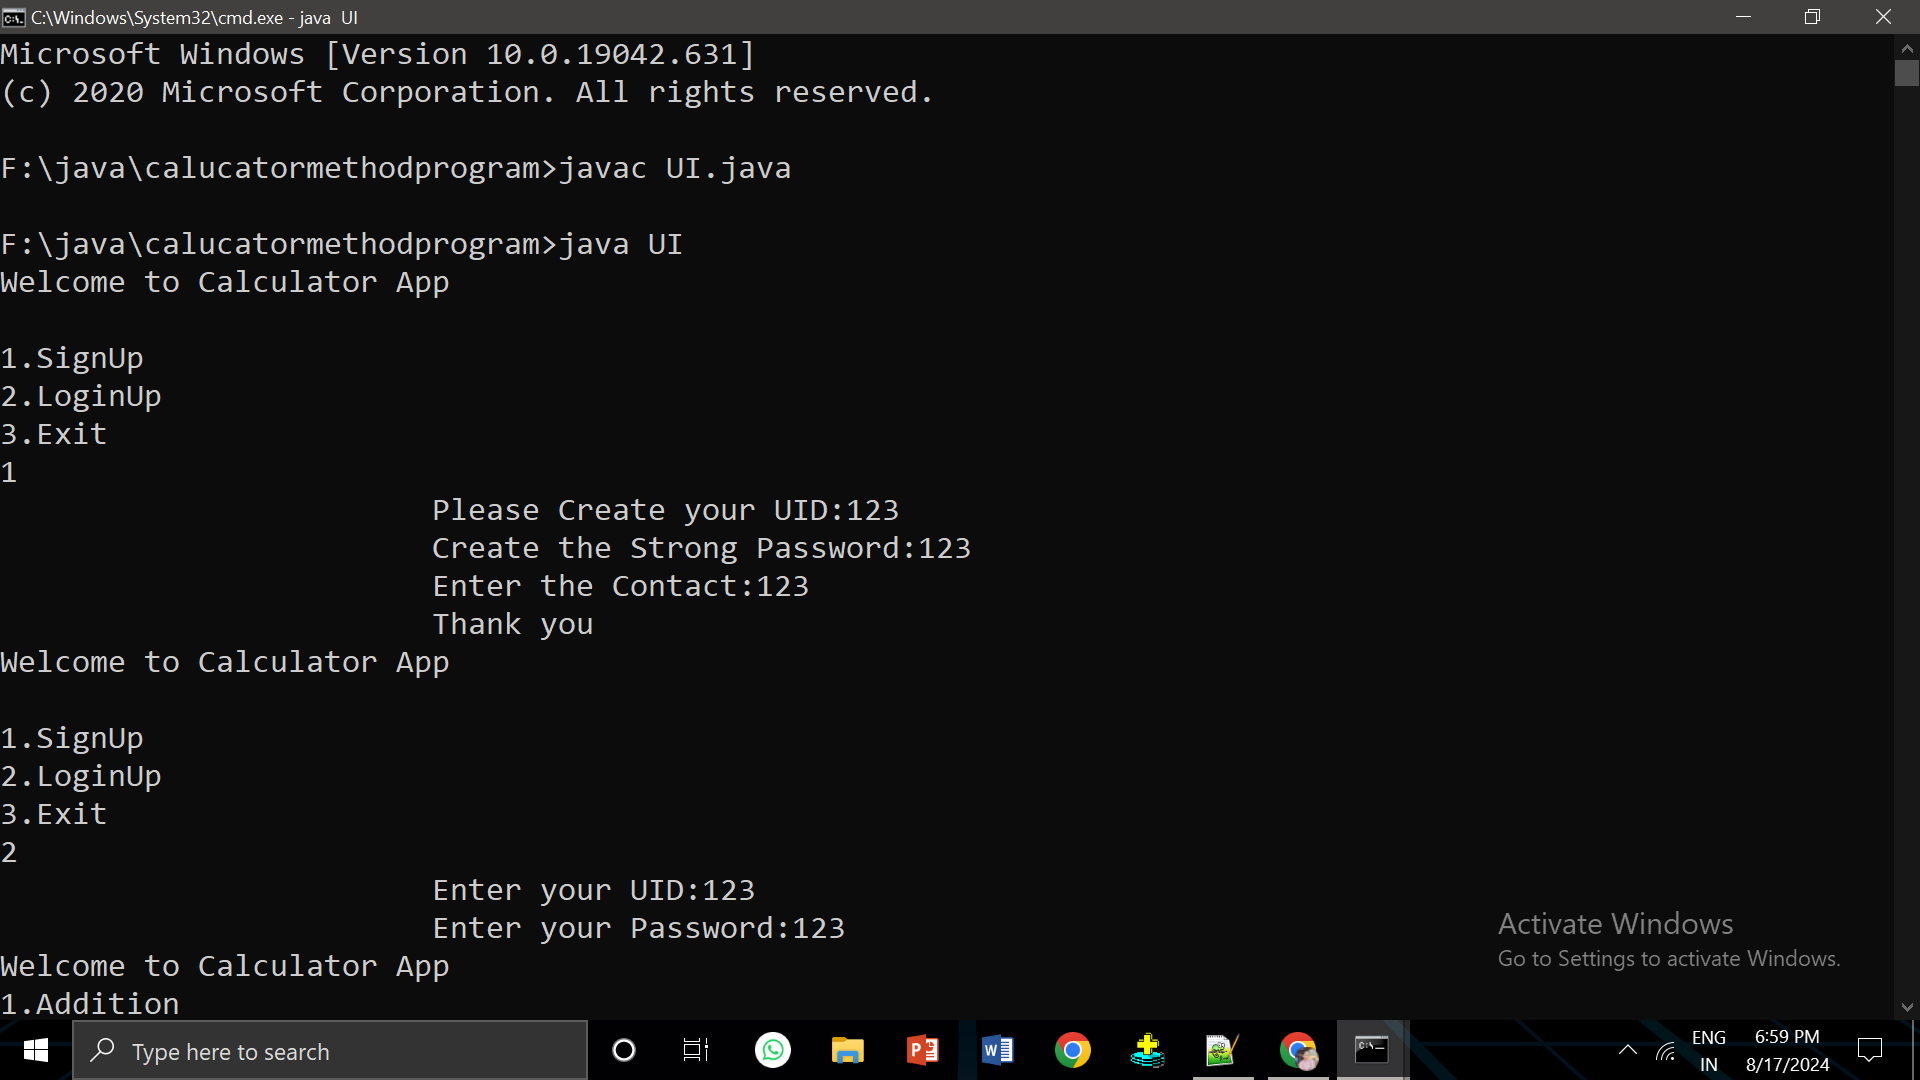 C:\Windows\System32\cmd.exe - java  UI
Microsoft Windows [Version 10.0.19042.631]
(c) 2020 Microsoft Corporation. All rights reserved.
F:\java\calucatormethodprogram>javac UI.java
F:\java\calucatormethodprogram>java UI
Welcome to Calculator App
1.SignUp
2.LoginUp
3.Exit
1
Please Create your UID:123
Create the Strong Password:123
Enter the Contact:123
Thank you
Welcome to Calculator App
1.SignUp
2.LoginUp
3.Exit
2
Enter your UID:123
Enter your Password:123
Welcome to Calculator App
1.Addition
Activate Windows
Go to Settings to activate Windows.
Type here to search
ENG
IN
6:59 PM
8/17/2024